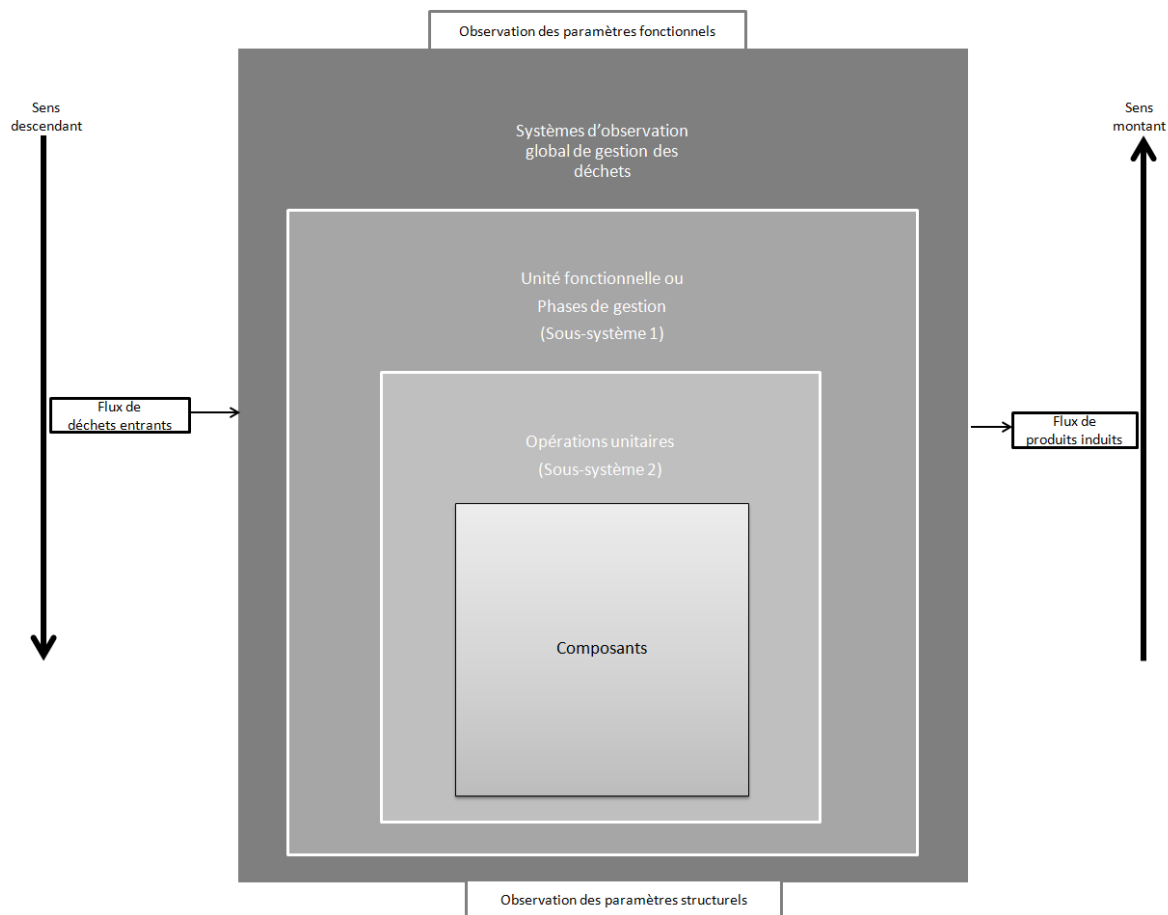 Observation des paramètres fonctionnels
Sens
descendant
Sens
montant
Systèmes d’observation
global de gestion des
déchets
Unité fonctionnelle ou
Phases de gestion
(Sous-système 1)
Flux de
déchets entrants
Flux de
produits induits
Opérations unitaires
(Sous-système 2)
Composants
Observation des paramètres structurels